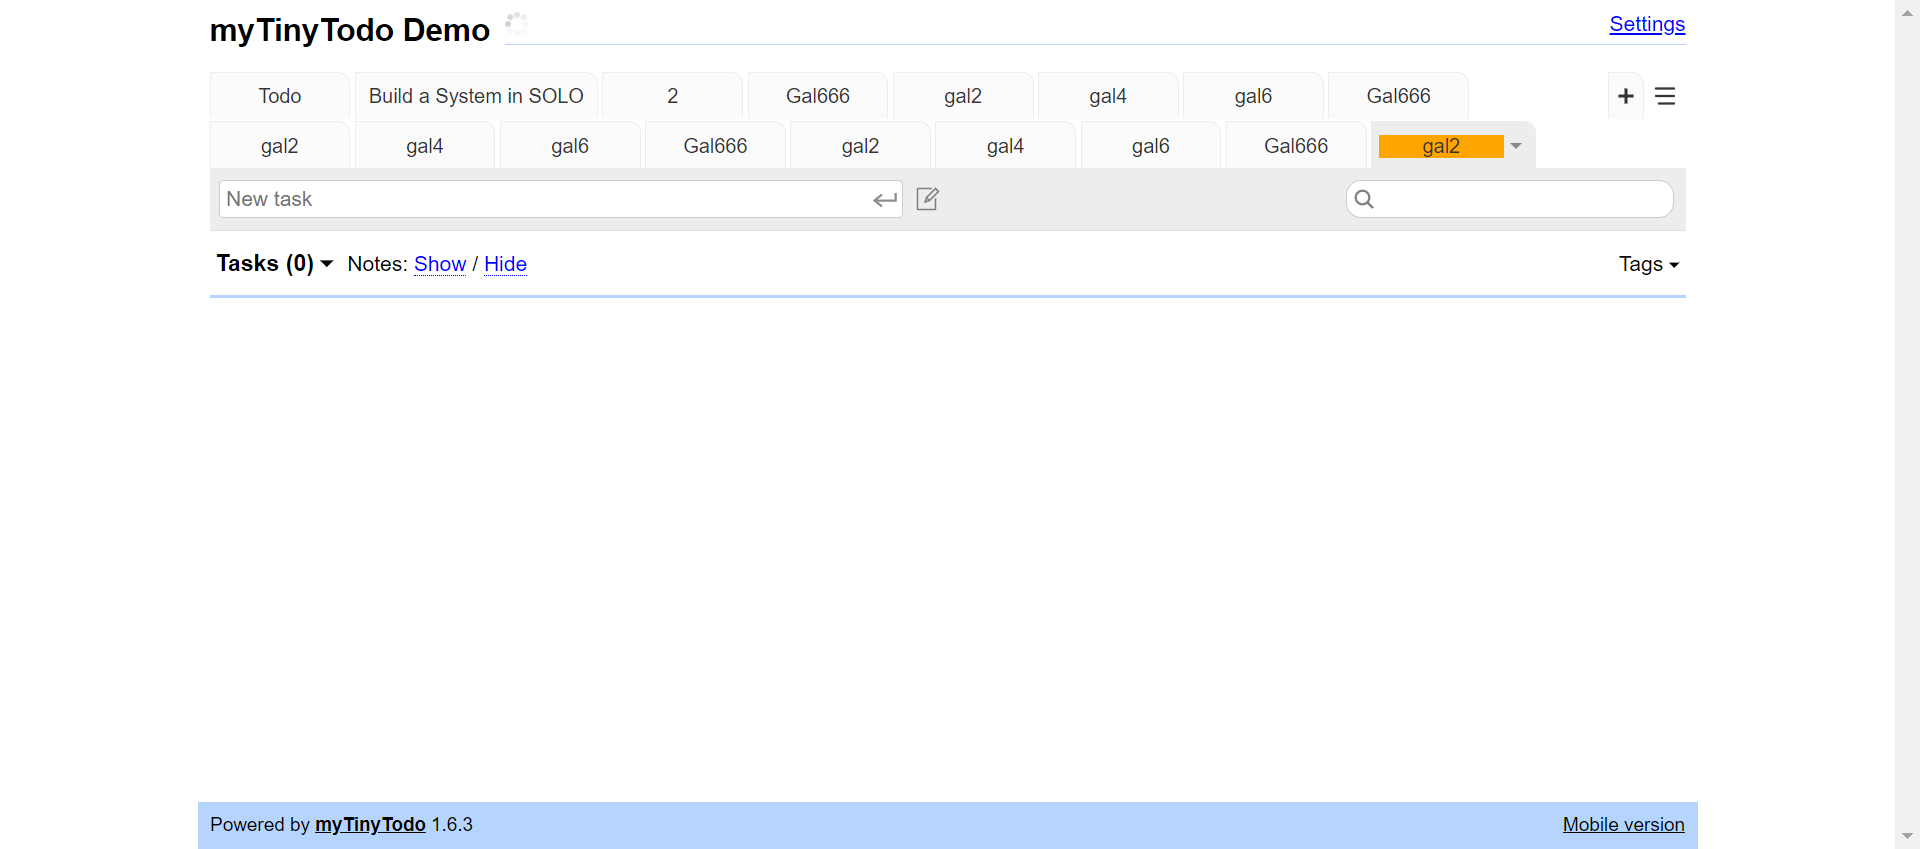 myTinyTodo Demo Settings
Todo Build a System in SOLO 2 Gal666 gal2 gal4 gal6 Gal666 +
gal2 gal4 gal6 Gal666 gal2 gal4 gal6 Gal666 gal2
New task
Tasks (0) Notes: Show / Hide Tags
Powered by myTinyTodo 1.6.3 Mobile version